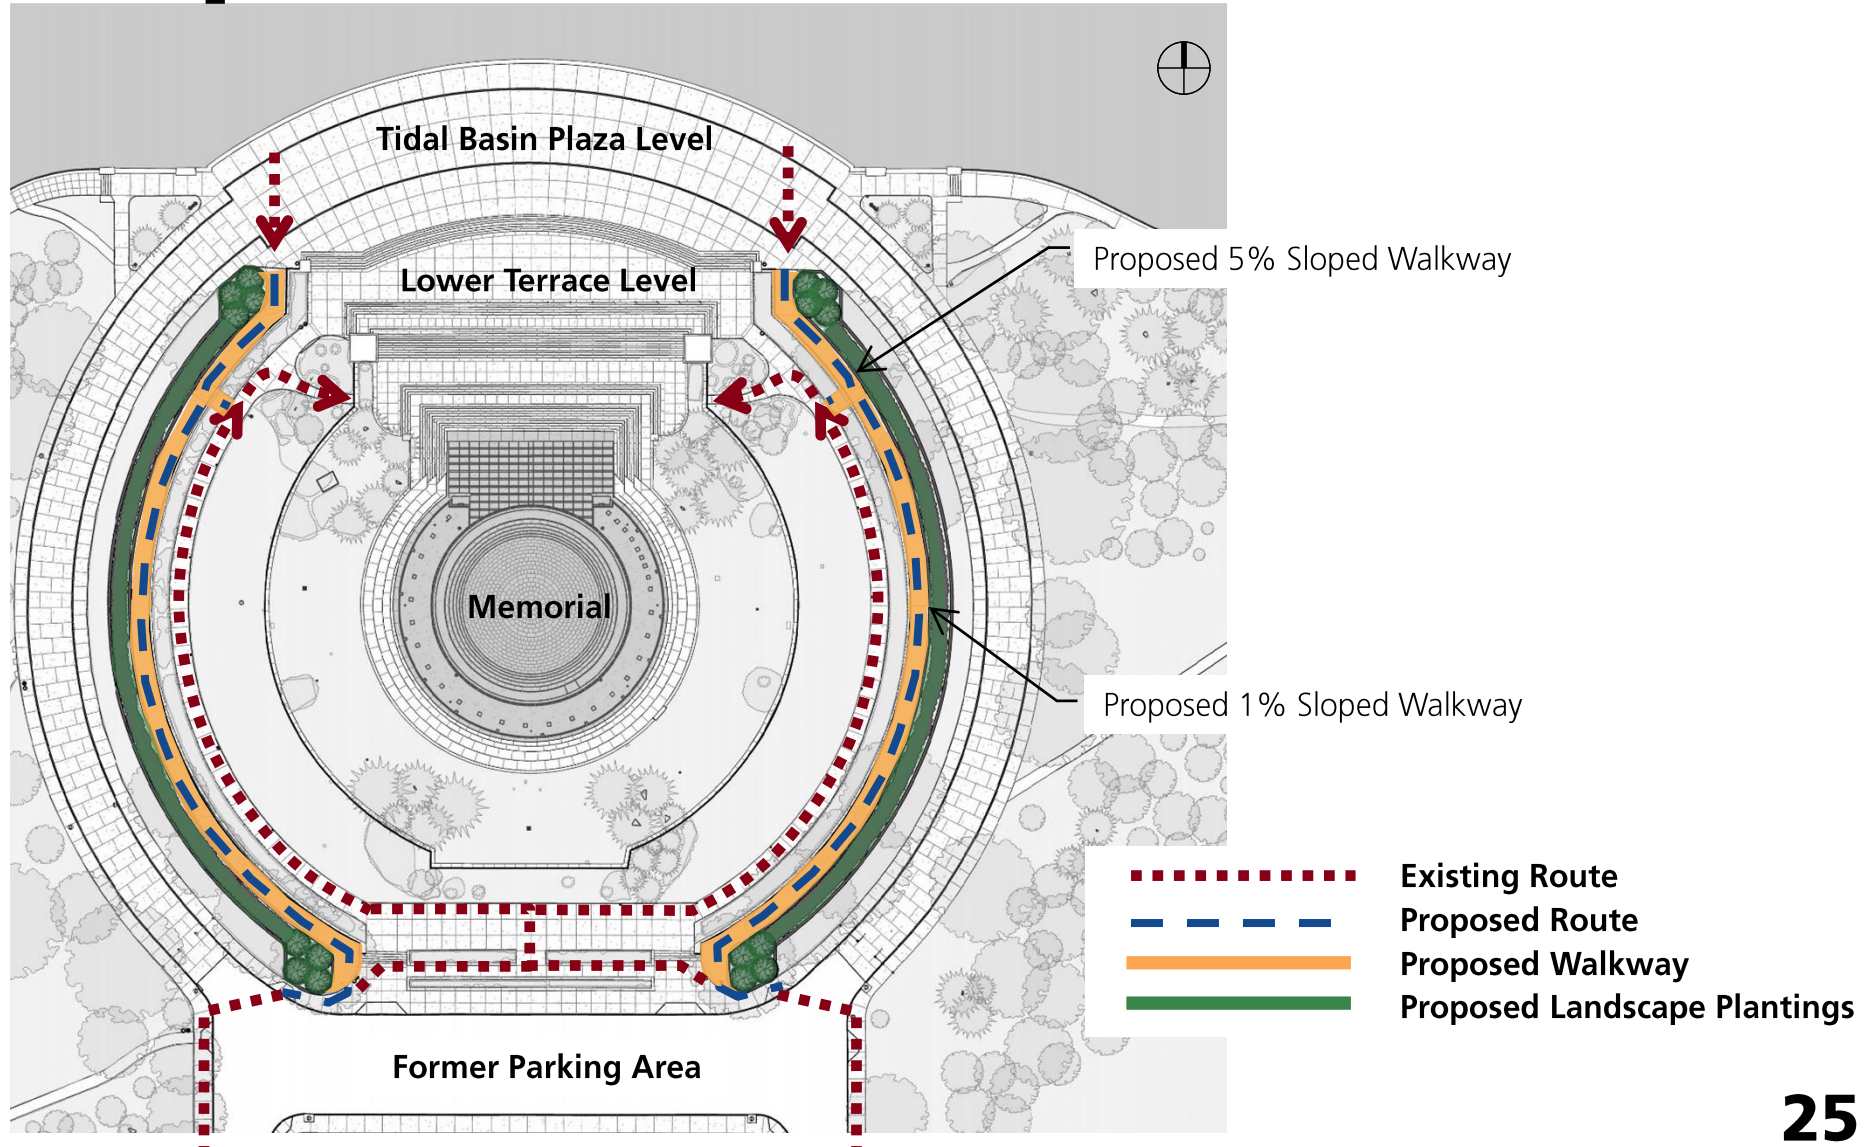 Tidal Basin Plaza Level
Lower Terrace Level
Proposed 5% Sloped Walkway
Memorial
Proposed 1% Sloped Walkway
Existing Route
Proposed Route
Proposed Walkway
Proposed Landscape Plantings
Former Parking Area
25